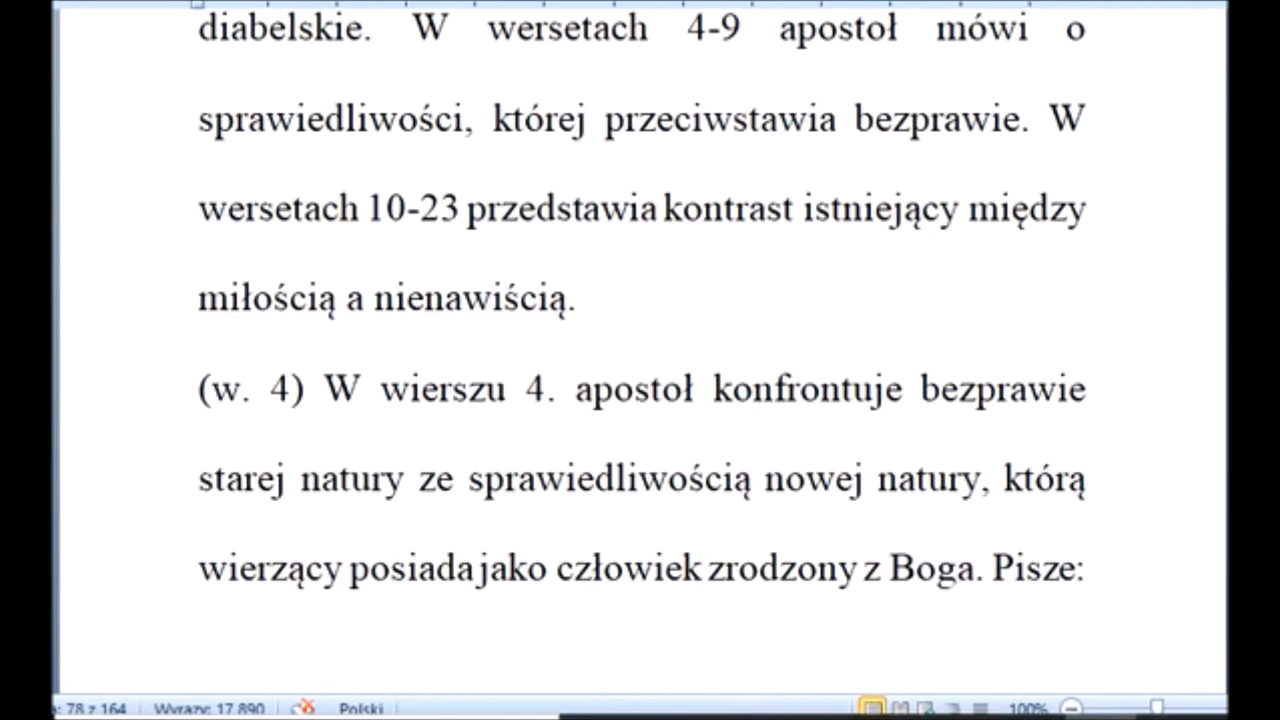 diabelskie. W wersetach 4-9 apostoł mówi o
sprawiedliwości, której przeciwstawia bezprawie. W
wersetach 10-23 przedstawia kontrast istniejący między
miłością a nienawiścią.
(w. 4) W wierszu 4. apostoł konfrontuje bezprawie
starej natury ze sprawiedliwością nowej natury, którą
wierzący posiada jako człowiek zrodzony z Boga. Pisze:
: 78 z 164 Wyrazy: 17 890 Polski 100%